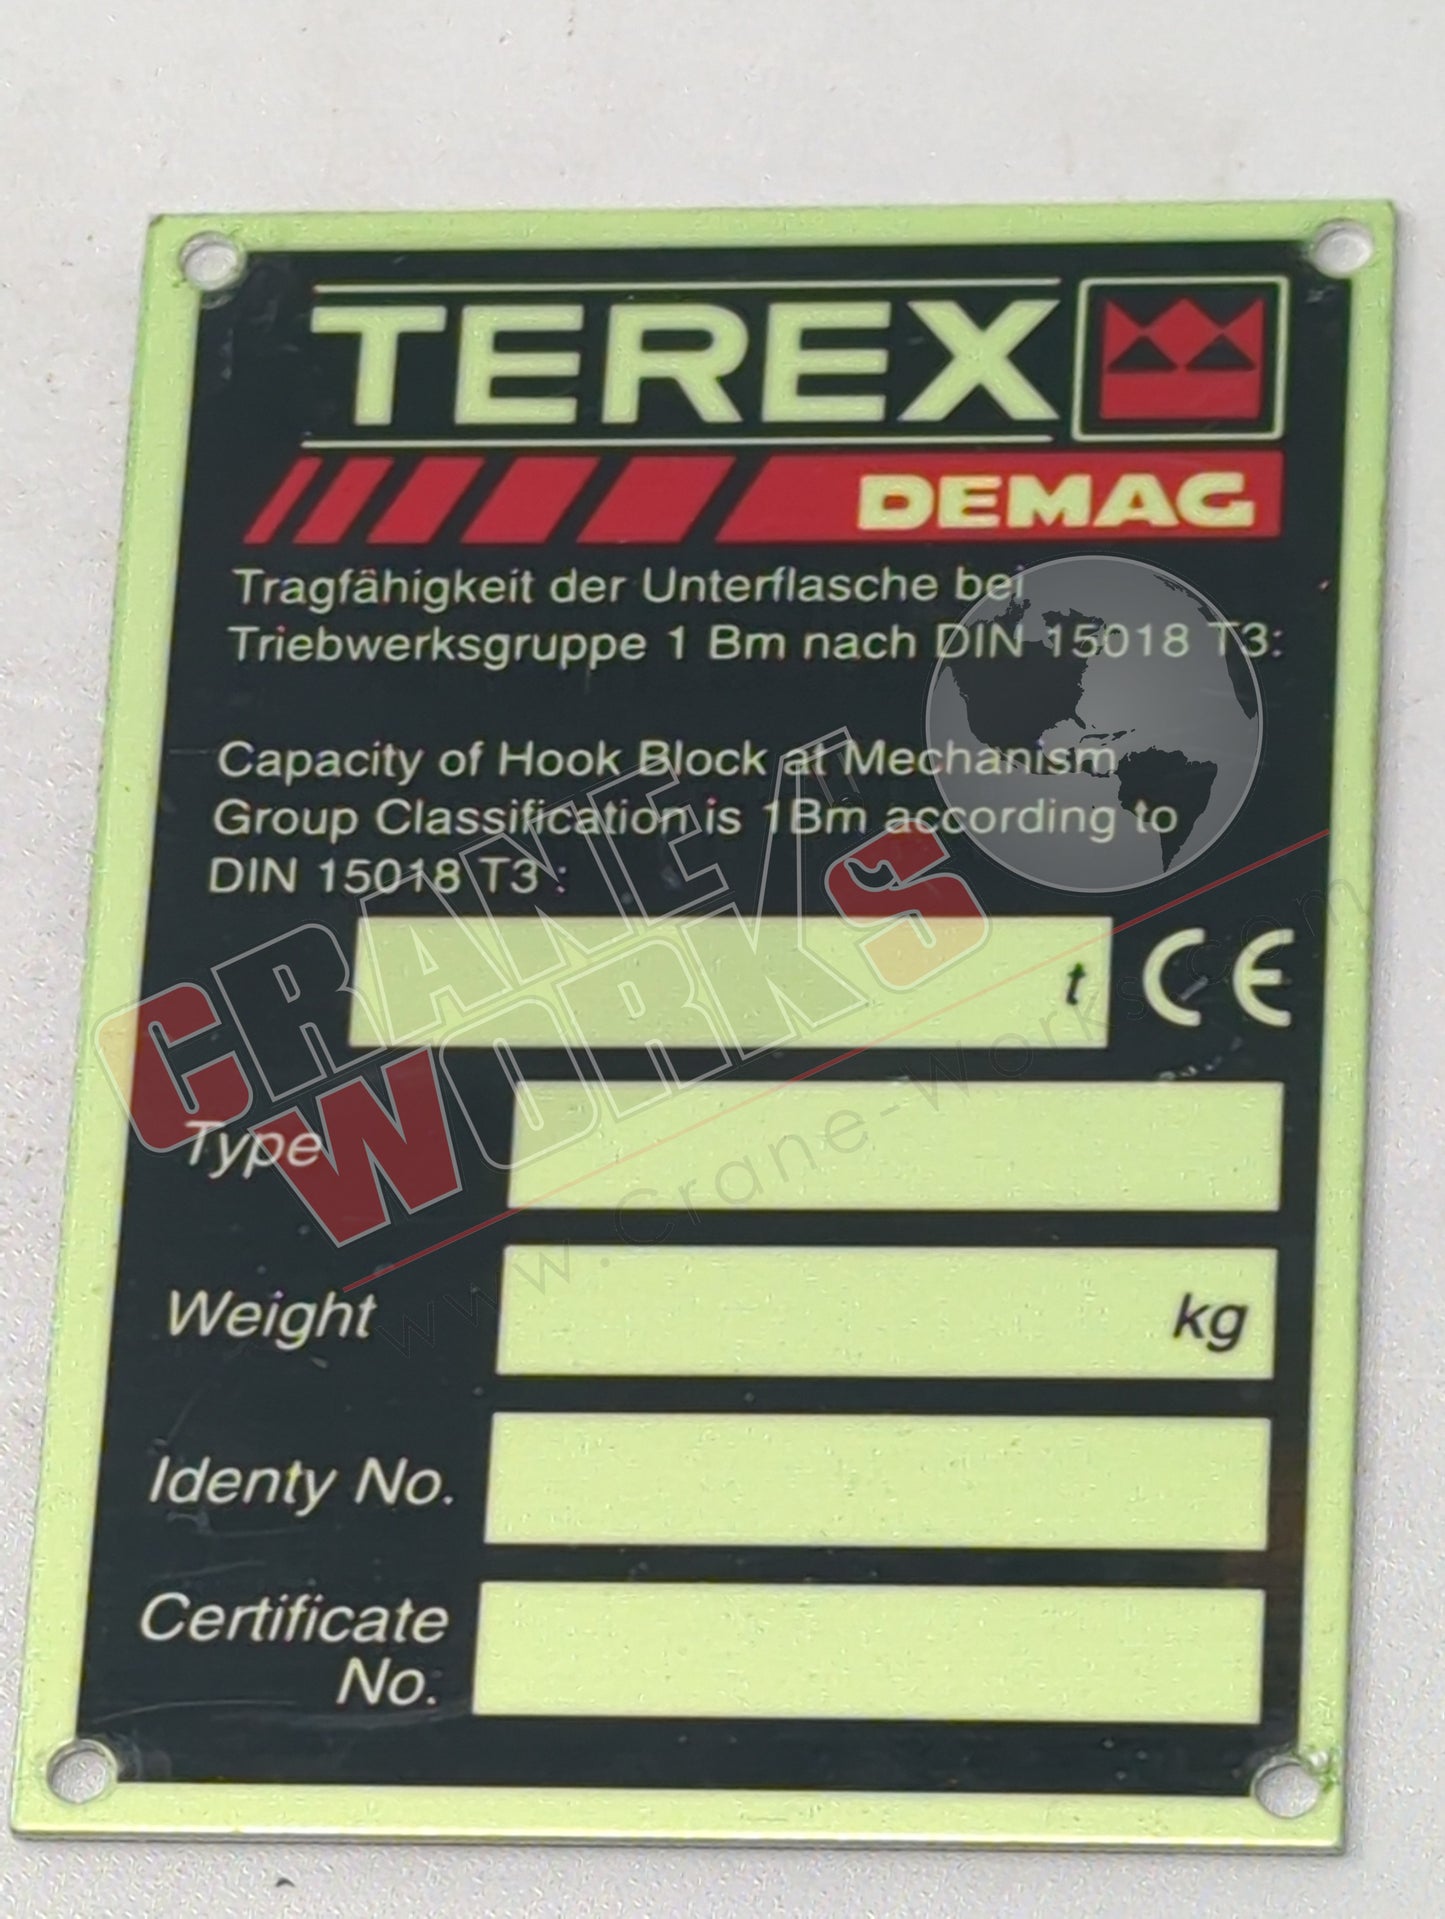 TEREX
DEMAG
Tragfähigkeit der Unterflasche bei
Triebwerksgruppe 1 Bm nach DIN 15018 T3:
Capacity of Hook Block at Mechanism
Group Classification is 1Bm according to
DIN 15018 T3 :
t CE
Type
Weight kg
Identy No.
Certificate
No.
CRANE
WORKS
www.Crane-Works.com